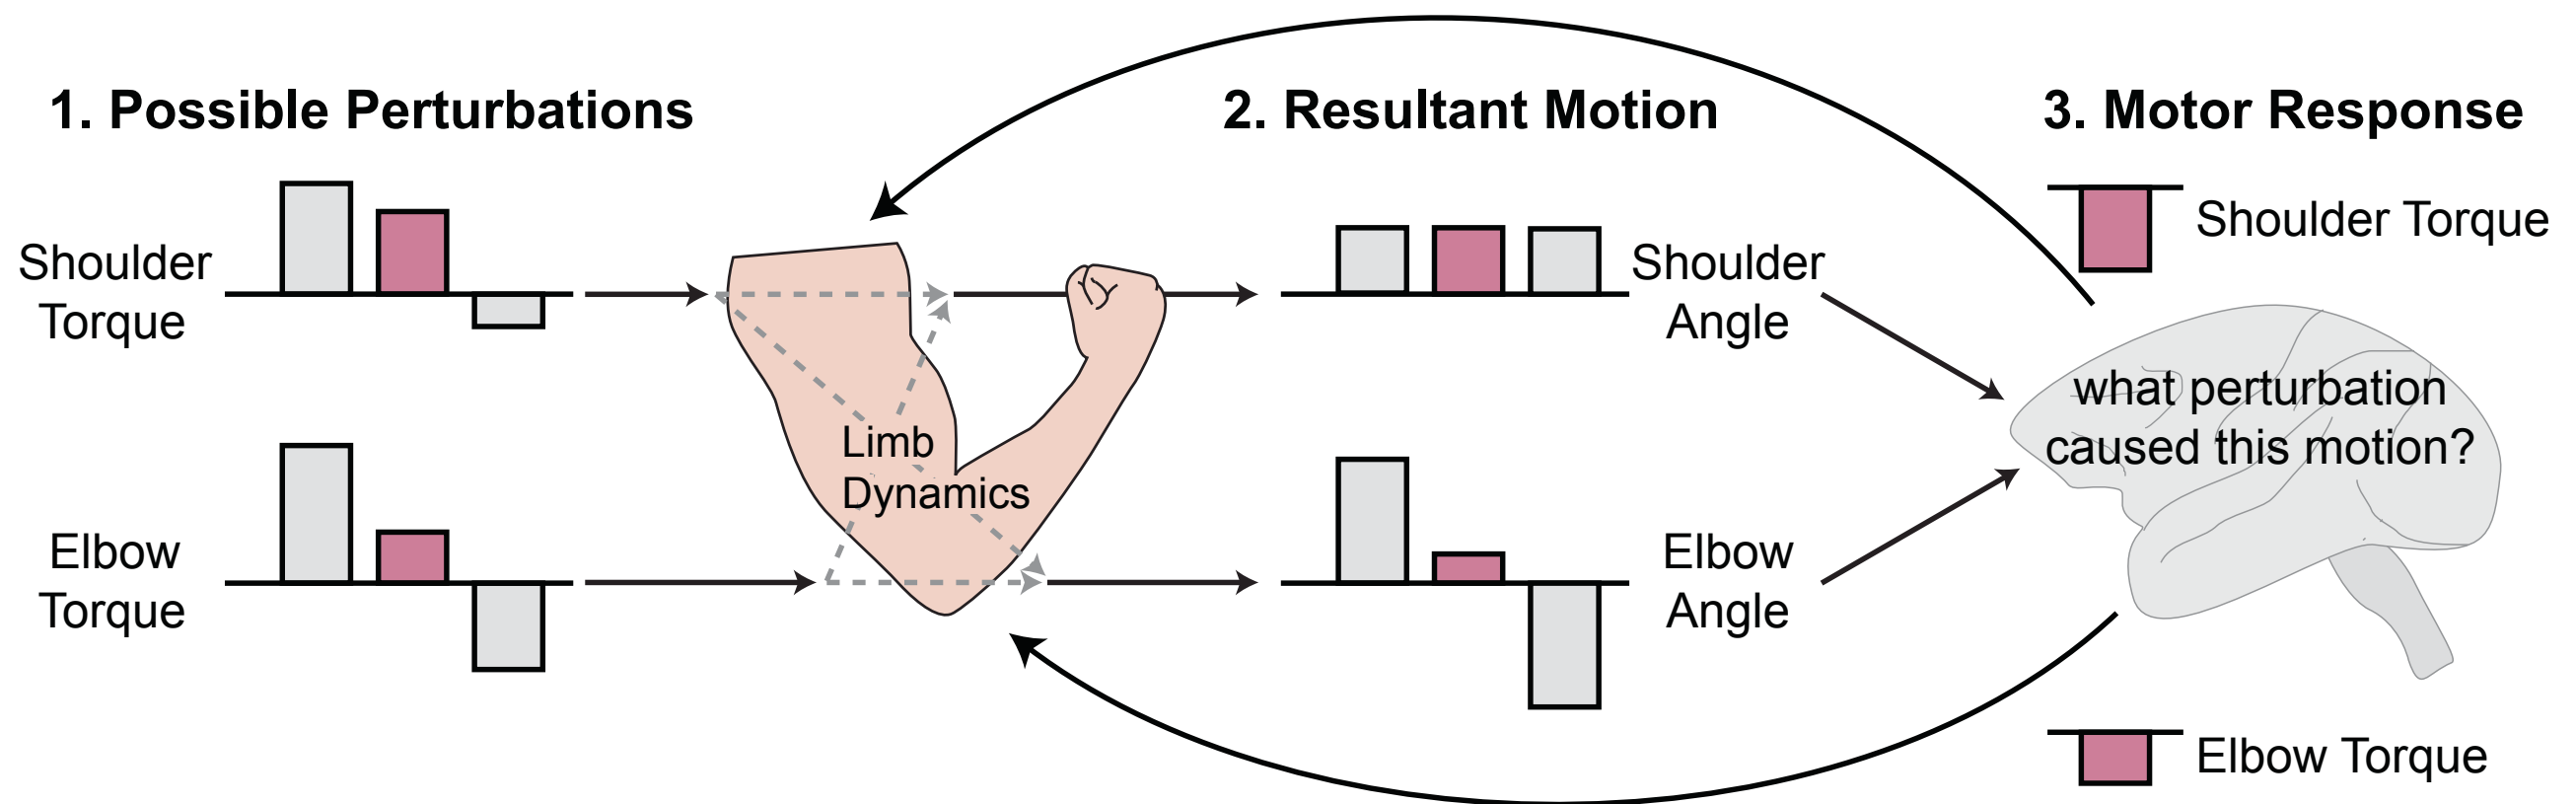 1. Possible Perturbations
2. Resultant Motion
3. Motor Response
Shoulder
Torque
Elbow
Torque
Limb
Dynamics
Shoulder
Angle
Elbow
Angle
Shoulder Torque
what perturbation
caused this motion?
Elbow Torque